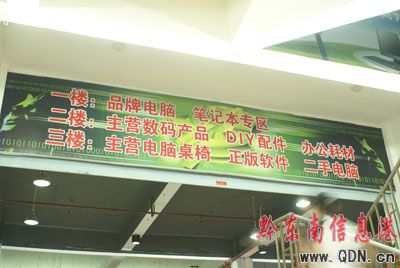 一楼：品牌电脑 笔记本专区
二楼：主营数码产品 DIY配件 办公耗材
三楼：主营电脑桌椅 正版软件 二手电脑
黔东南信息港
www.QDN.cn